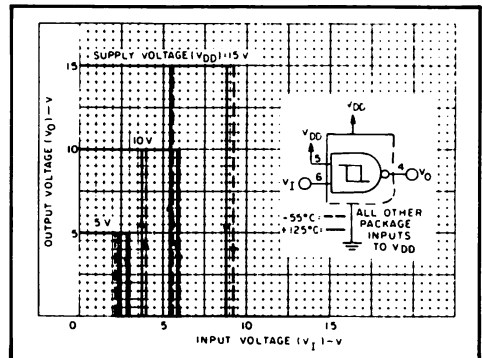 SUPPLY VOLTAGE (VDD)=15 V
15
10 V
10
5 V
5
0
5
10
15
OUTPUT VOLTAGE (VO)–V
INPUT VOLTAGE (VI)–V
VDD
VDD
5
6
4
VI
VO
-55°C:
+125°C:
ALL OTHER
PACKAGE
INPUTS
TO VDD